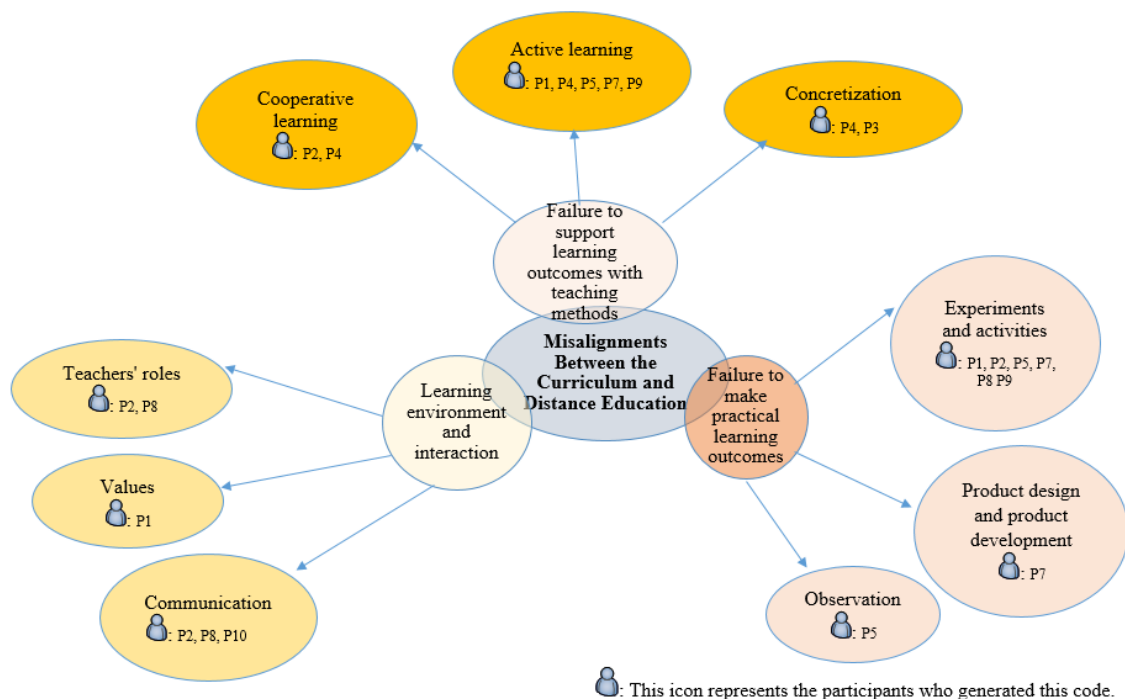 Active learning
: P1, P4, P5, P7, P9
Cooperative
learning
: P2, P4
Concretization
: P4, P3
Failure to
support
learning
outcomes with
teaching
methods
Misalignments
Between the
Curriculum and
Distance Education
Experiments
and activities
: P1, P2, P5, P7,
P8 P9
Teachers' roles
: P2, P8
Learning
environment
and
interaction
Failure to
make
practical
learning
outcomes
Values
: P1
Product design
and product
development
: P7
Communication
: P2, P8, P10
Observation
: P5
: This icon represents the participants who generated this code.